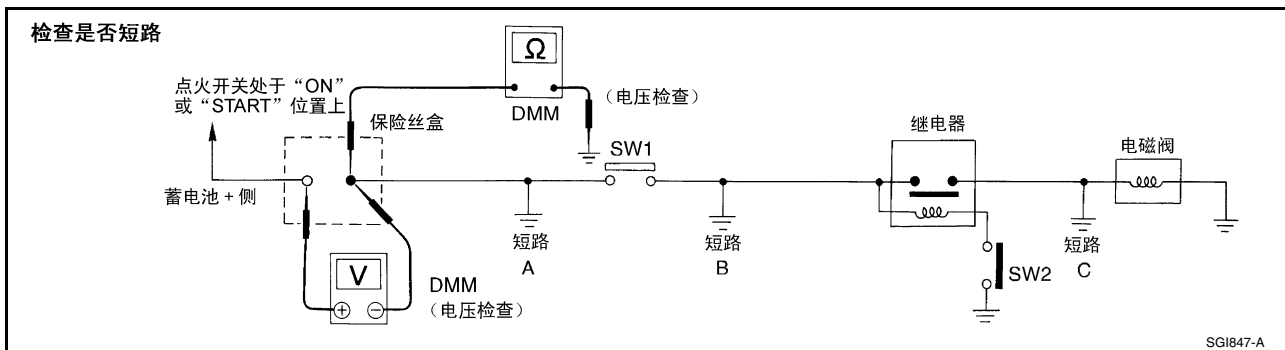 检查是否短路
点火开关处于“ON”
或“START”位置上
保险丝盒
蓄电池 + 侧
Ω
DMM
（电压检查）
V
+ −
DMM
（电压检查）
SW1
短路
A
短路
B
继电器
SW2
短路
C
电磁阀
SGI847-A